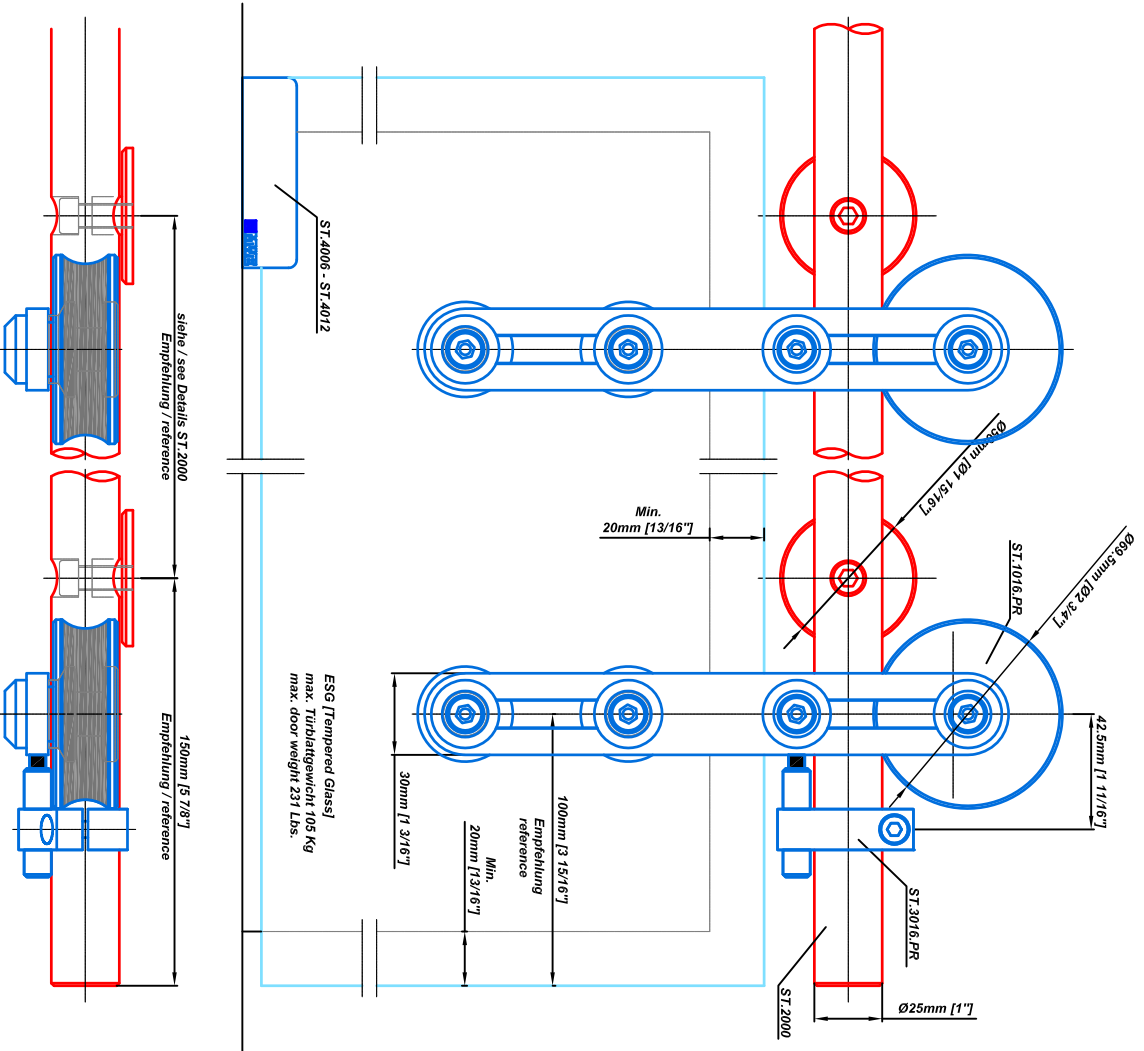 ST.4006 - ST.4012
siehe / see Details ST.2000
Empfehlung / reference
150mm [5 7/8"]
Empfehlung / reference
Min.
20mm [13/16"]
Ø50mm [Ø1 15/16"]
Ø69.5mm [Ø2 3/4"]
ST.1016.PR
42.5mm [1 11/16"]
ESG [Tempered Glass]
max. Türblattgewicht 105 Kg
max. door weight 231 Lbs.
30mm [1 3/16"]
100mm [3 15/16"]
Empfehlung
reference
Min.
20mm [13/16"]
ST.3016.PR
ST.2000
Ø25mm [1"]